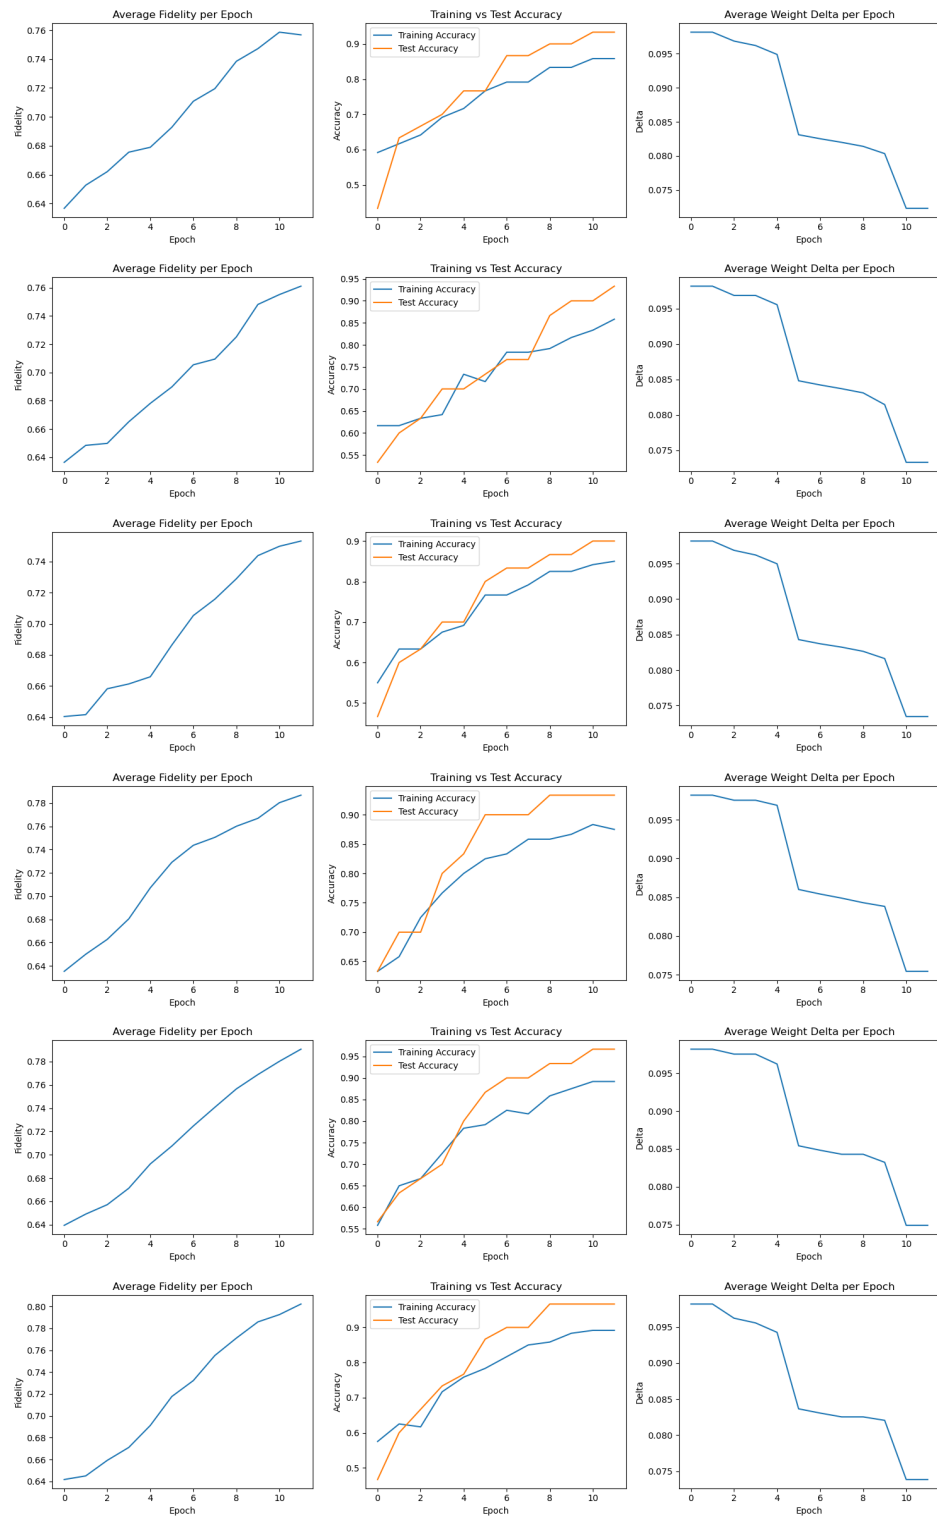 Average Fidelity per Epoch
Fidelity
0.76
0.74
0.72
0.70
0.68
0.66
0.64
0 2 4 6 8 10
Epoch
Training vs Test Accuracy
Training Accuracy
Test Accuracy
Accuracy
0.9
0.8
0.7
0.6
0.5
0 2 4 6 8 10
Epoch
Average Weight Delta per Epoch
Delta
0.095
0.090
0.085
0.080
0.075
0 2 4 6 8 10
Epoch
Average Fidelity per Epoch
Fidelity
0.76
0.74
0.72
0.70
0.68
0.66
0.64
0 2 4 6 8 10
Epoch
Training vs Test Accuracy
Training Accuracy
Test Accuracy
Accuracy
0.95
0.90
0.85
0.80
0.75
0.70
0.65
0.60
0.55
0 2 4 6 8 10
Epoch
Average Weight Delta per Epoch
Delta
0.095
0.090
0.085
0.080
0.075
0 2 4 6 8 10
Epoch
Average Fidelity per Epoch
Fidelity
0.74
0.72
0.70
0.68
0.66
0.64
0 2 4 6 8 10
Epoch
Training vs Test Accuracy
Training Accuracy
Test Accuracy
Accuracy
0.9
0.8
0.7
0.6
0.5
0 2 4 6 8 10
Epoch
Average Weight Delta per Epoch
Delta
0.095
0.090
0.085
0.080
0.075
0 2 4 6 8 10
Epoch
Average Fidelity per Epoch
Fidelity
0.78
0.76
0.74
0.72
0.70
0.68
0.66
0.64
0 2 4 6 8 10
Epoch
Training vs Test Accuracy
Training Accuracy
Test Accuracy
Accuracy
0.90
0.85
0.80
0.75
0.70
0.65
0 2 4 6 8 10
Epoch
Average Weight Delta per Epoch
Delta
0.095
0.090
0.085
0.080
0.075
0 2 4 6 8 10
Epoch
Average Fidelity per Epoch
Fidelity
0.78
0.76
0.74
0.72
0.70
0.68
0.66
0.64
0 2 4 6 8 10
Epoch
Training vs Test Accuracy
Training Accuracy
Test Accuracy
Accuracy
0.95
0.90
0.85
0.80
0.75
0.70
0.65
0.60
0.55
0 2 4 6 8 10
Epoch
Average Weight Delta per Epoch
Delta
0.095
0.090
0.085
0.080
0.075
0 2 4 6 8 10
Epoch
Average Fidelity per Epoch
Fidelity
0.80
0.78
0.76
0.74
0.72
0.70
0.68
0.66
0.64
0 2 4 6 8 10
Epoch
Training vs Test Accuracy
Training Accuracy
Test Accuracy
Accuracy
0.9
0.8
0.7
0.6
0.5
0 2 4 6 8 10
Epoch
Average Weight Delta per Epoch
Delta
0.095
0.090
0.085
0.080
0.075
0 2 4 6 8 10
Epoch